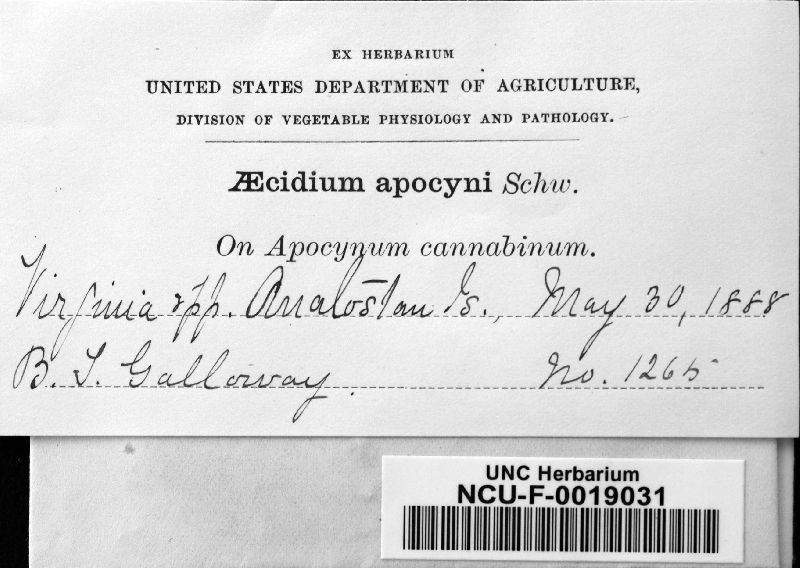 EX HERBARIUM
UNITED STATES DEPARTMENT OF AGRICULTURE,
DIVISION OF VEGETABLE PHYSIOLOGY AND PATHOLOGY.
Æcidium apocyni Schw.
On Apocynum cannabinum.
Virginia opp. Analostan Is., May 30, 1888
B. T. Galloway. No. 1265
UNC Herbarium
NCU-F-0019031